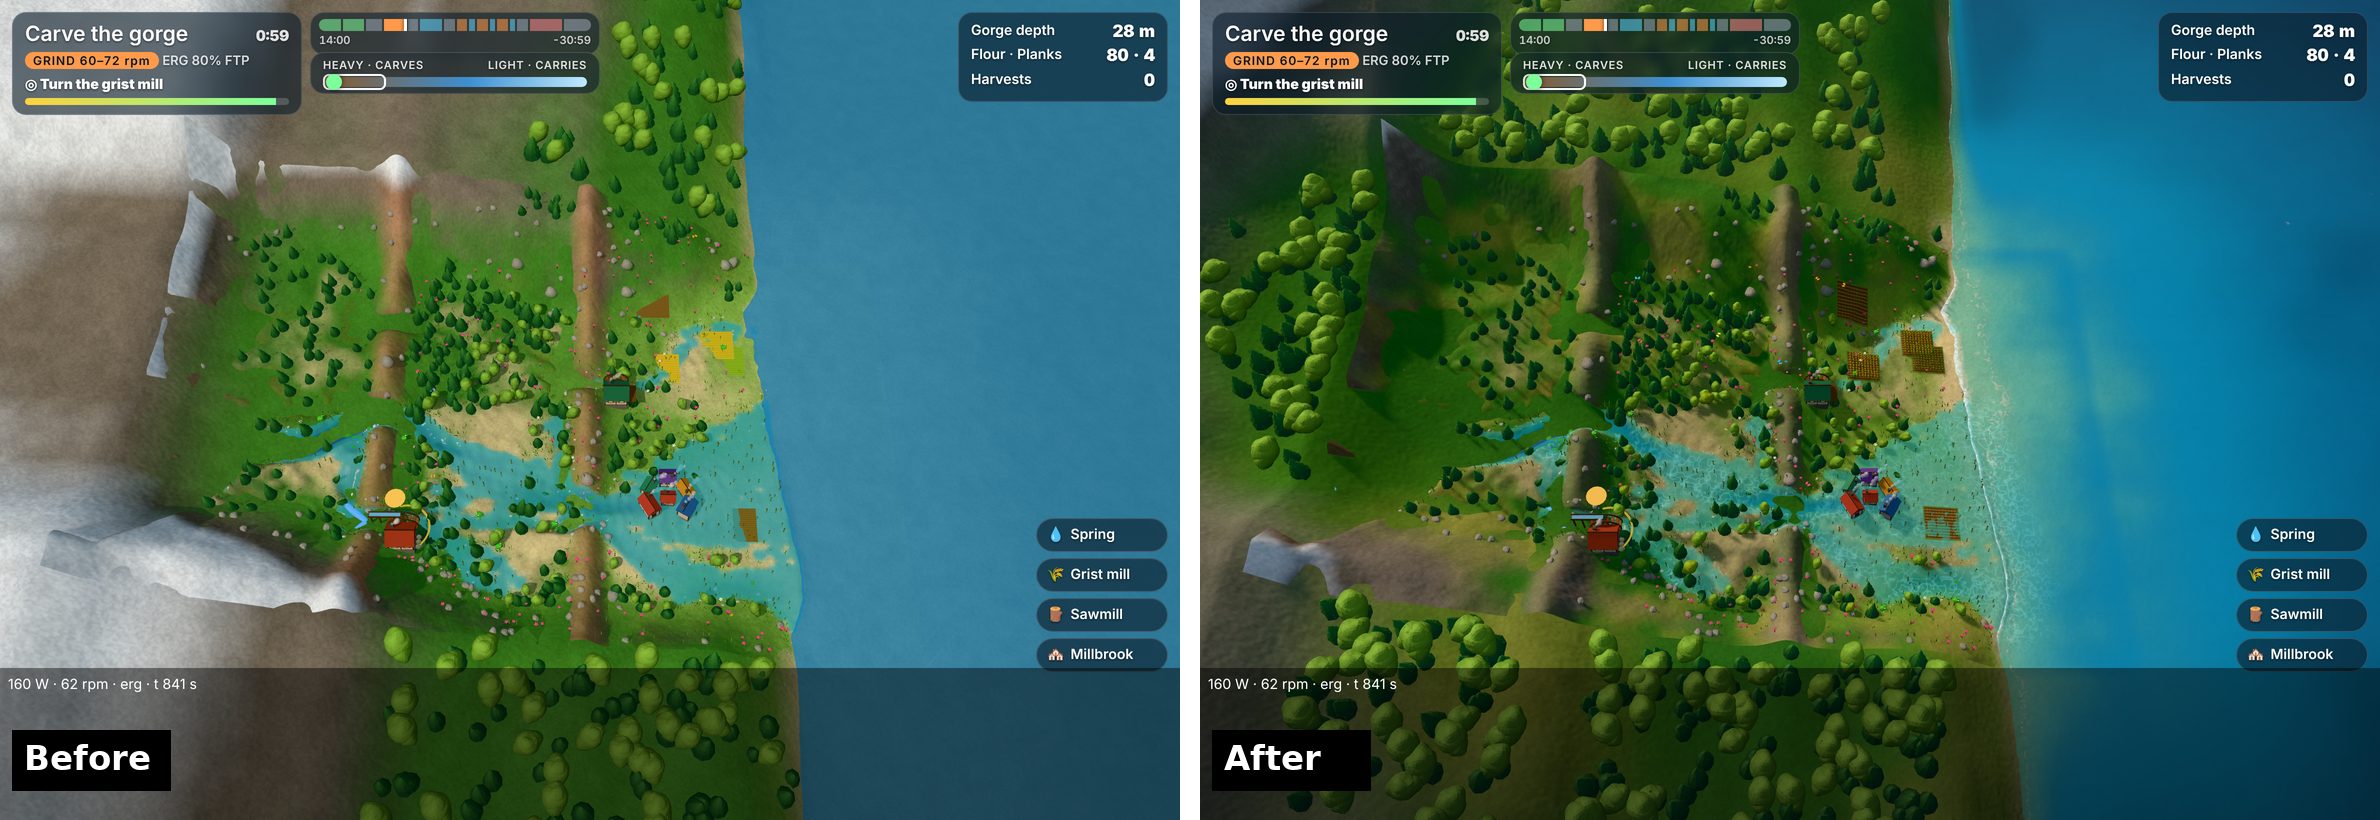 Carve the gorge 0:59
GRIND 60–72 rpm ERG 80% FTP
◎ Turn the grist mill
14:00 -30:59
HEAVY · CARVES LIGHT · CARRIES
Gorge depth 28 m
Flour · Planks 80 · 4
Harvests 0
Spring
Grist mill
Sawmill
Millbrook
160 W · 62 rpm · erg · t 841 s
Before
Carve the gorge 0:59
GRIND 60–72 rpm ERG 80% FTP
◎ Turn the grist mill
14:00 -30:59
HEAVY · CARVES LIGHT · CARRIES
Gorge depth 28 m
Flour · Planks 80 · 4
Harvests 0
Spring
Grist mill
Sawmill
Millbrook
160 W · 62 rpm · erg · t 841 s
After